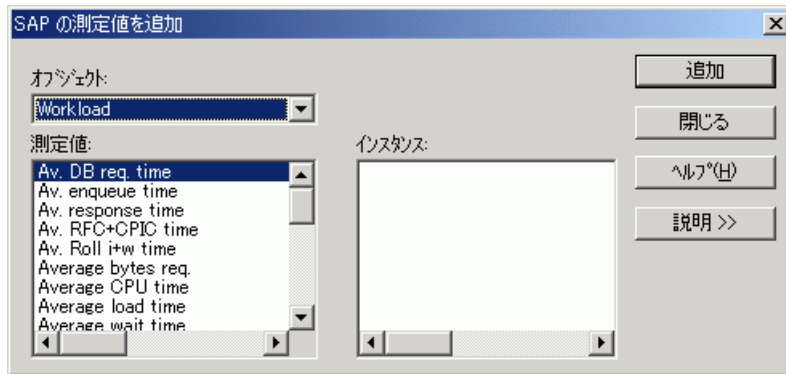 SAP の測定値を追加
オブジェクト:
Workload
測定値:
Av. DB req. time
Av. enqueue time
Av. response time
Av. RFC+CPIC time
Av. Roll i+w time
Average bytes req.
Average CPU time
Average load time
Average wait time
インスタンス:
追加
閉じる
ヘルプ(H)
説明 >>